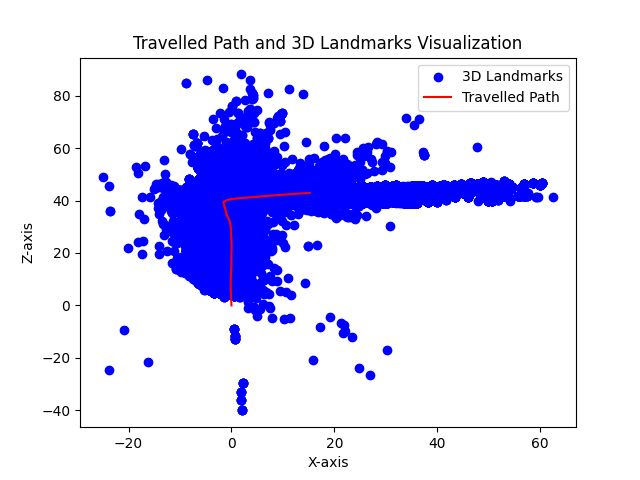 Travelled Path and 3D Landmarks Visualization
3D Landmarks
Travelled Path
80
60
40
20
0
−20
−40
Z-axis
−20 0 20 40 60
X-axis